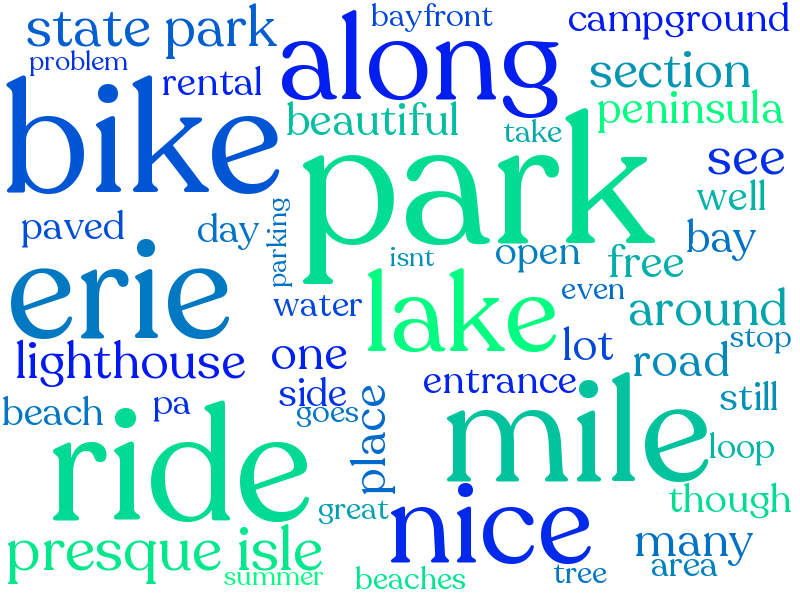 state park
bayfront
campground
problem
rental
along
section
bike
beautiful
take
peninsula
park
see
well
paved
day
parking
isnt
open
free
bay
erie
water
lake
even
around
lighthouse
one
lot
road
stop
beach
pa
side
goes
place
entrance
still
ride
mile
loop
great
nice
though
presque isle
many
summer
beaches
tree
area